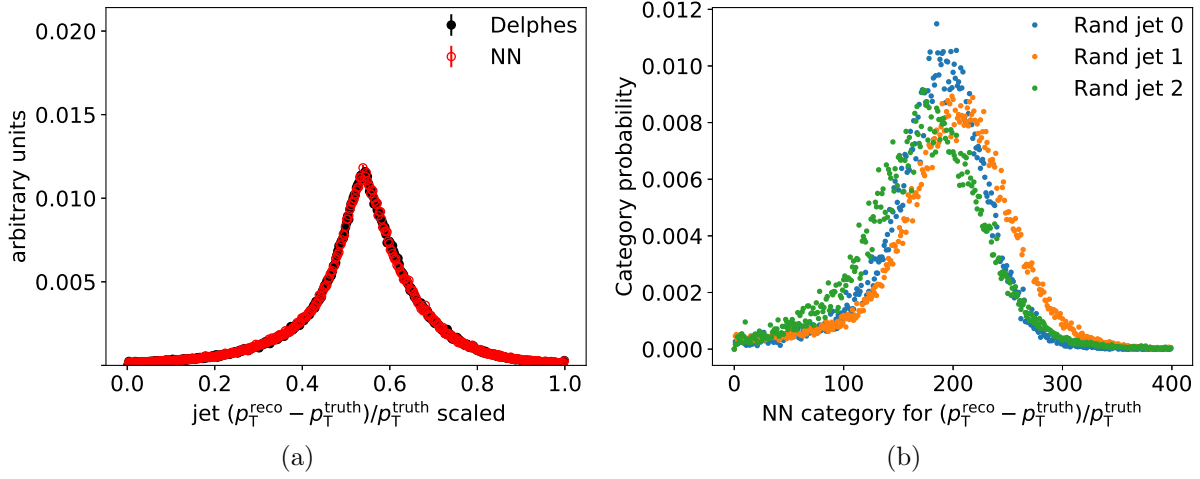 0.020
0.015
0.010
0.005
arbitrary units
Delphes
NN
0.0 0.2 0.4 0.6 0.8 1.0
jet (p_T^reco − p_T^truth)/p_T^truth scaled
(a)
0.012
0.010
0.008
0.006
0.004
0.002
0.000
Category probability
Rand jet 0
Rand jet 1
Rand jet 2
0 100 200 300 400
NN category for (p_T^reco − p_T^truth)/p_T^truth
(b)